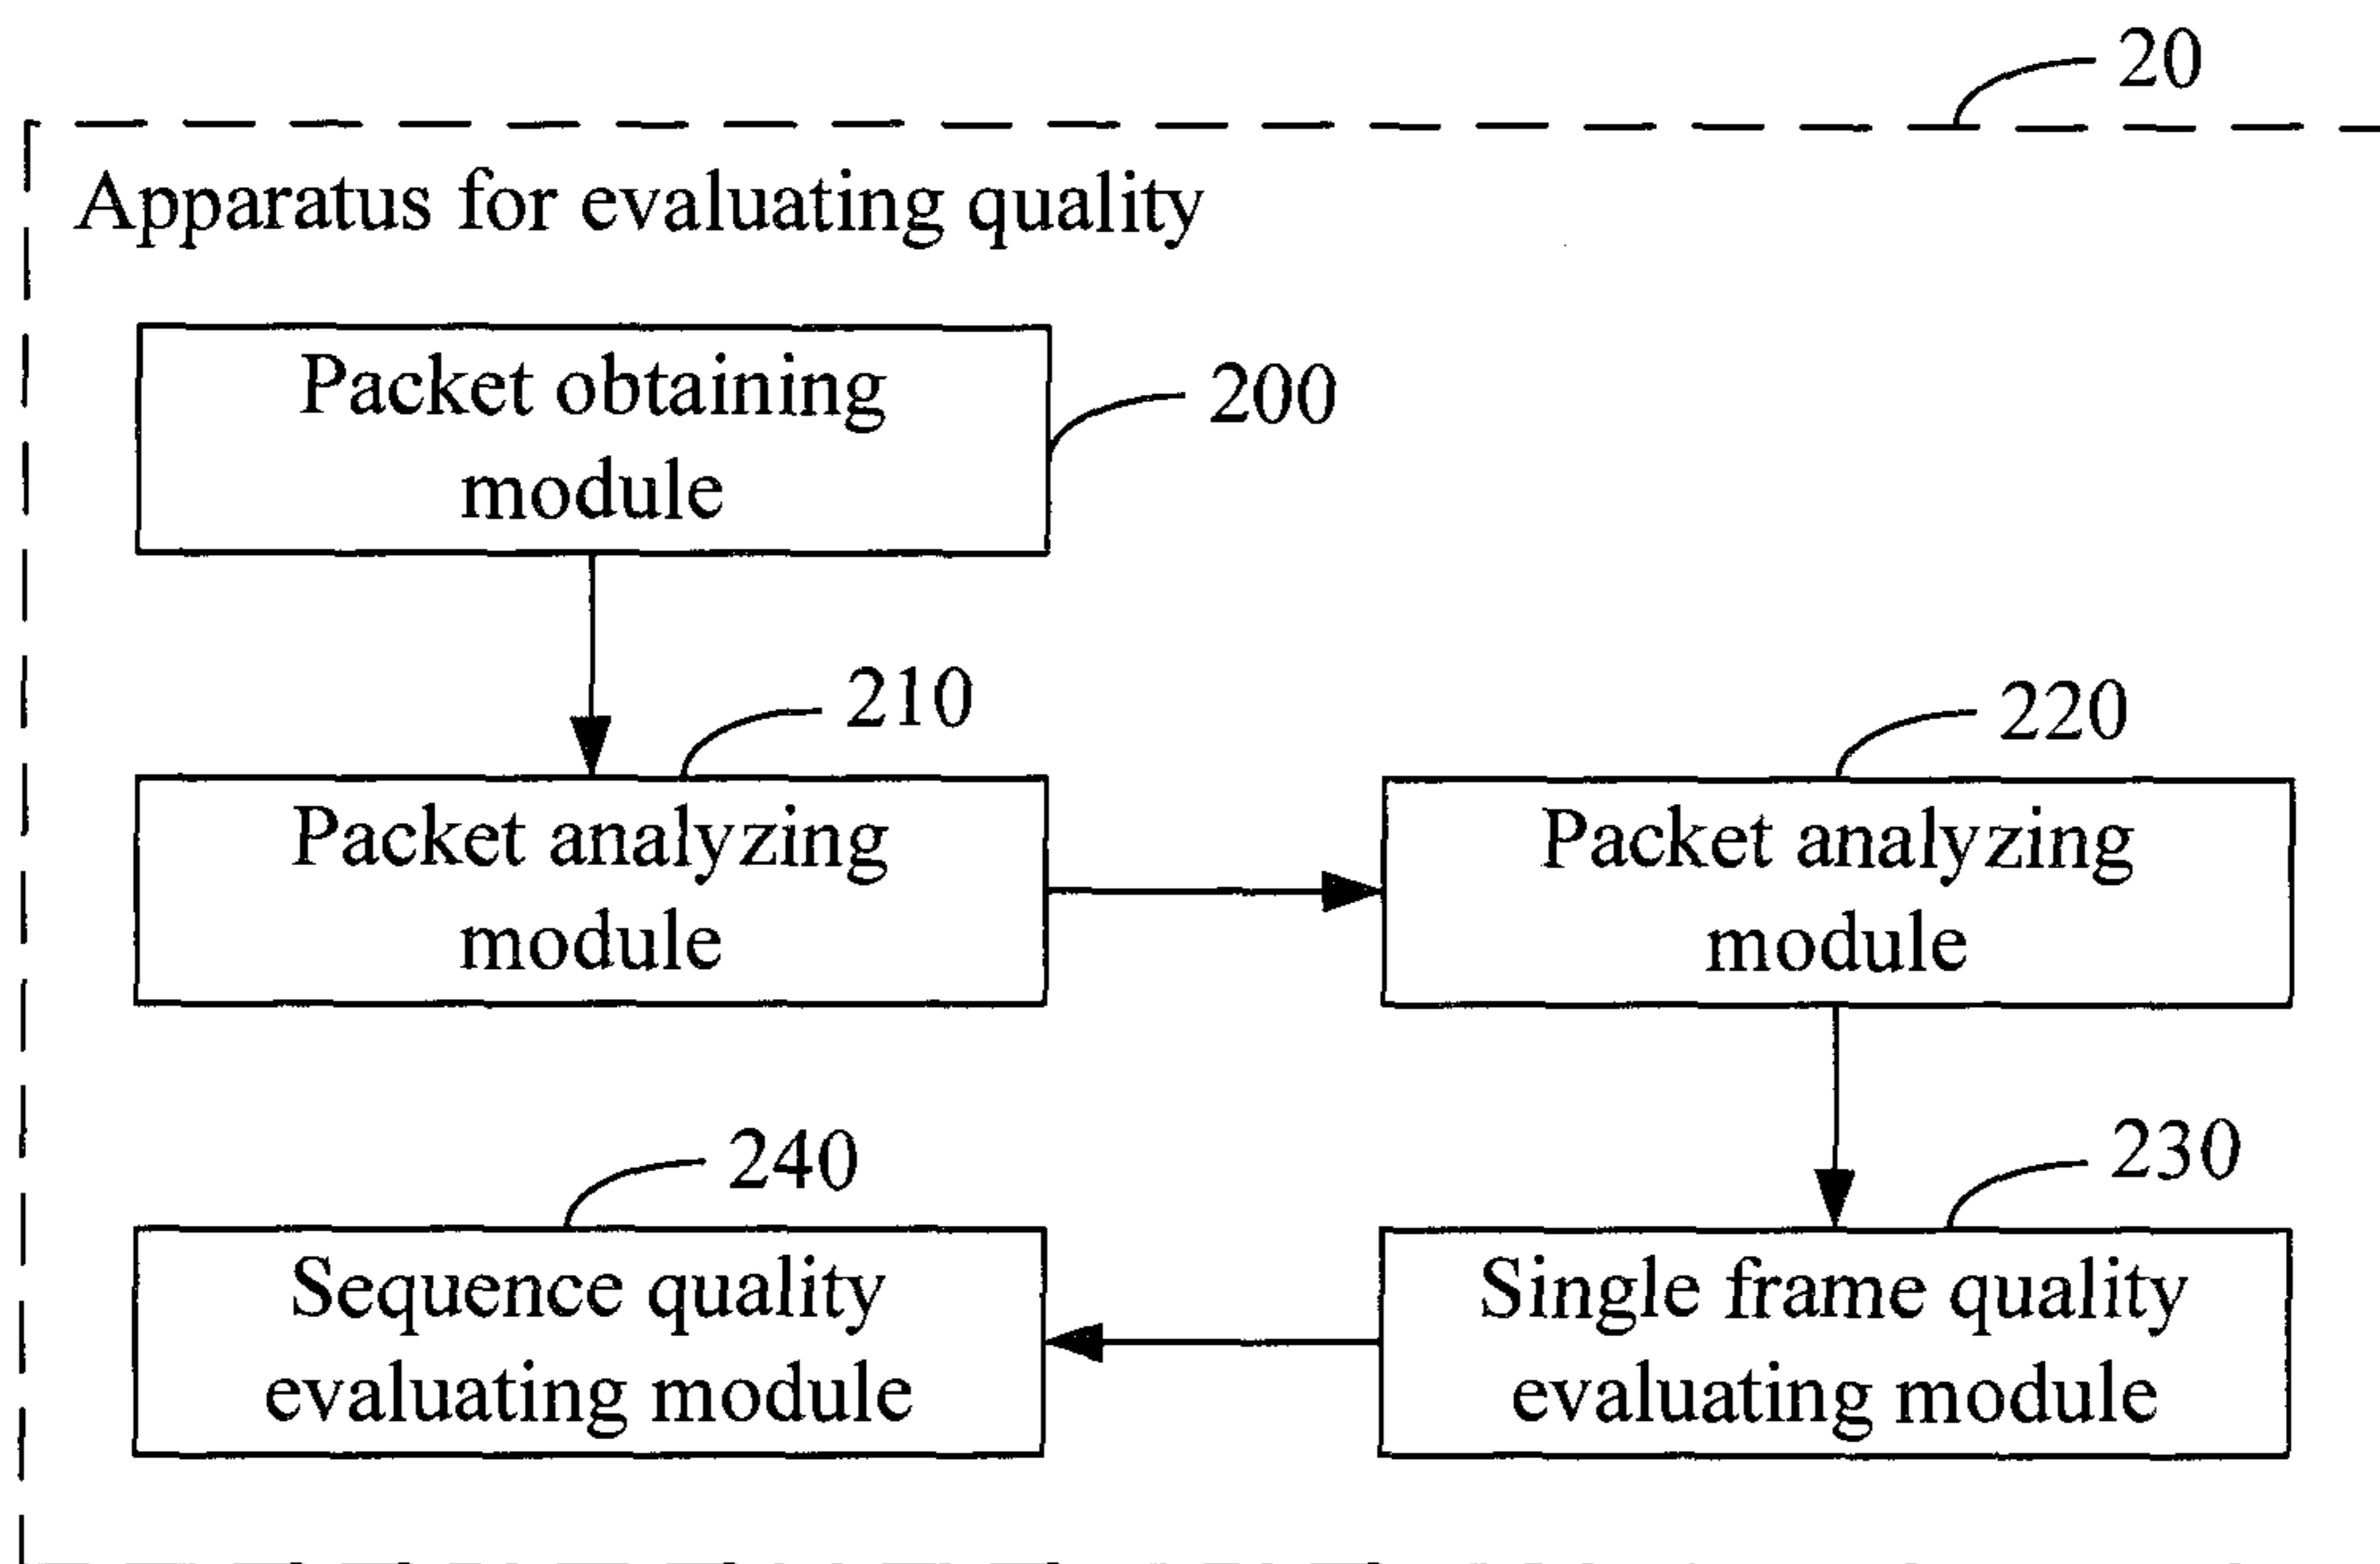 20
Apparatus for evaluating quality
Packet obtaining
module
200
210
220
Packet analyzing
module
Packet analyzing
module
240
230
Sequence quality
evaluating module
Single frame quality
evaluating module